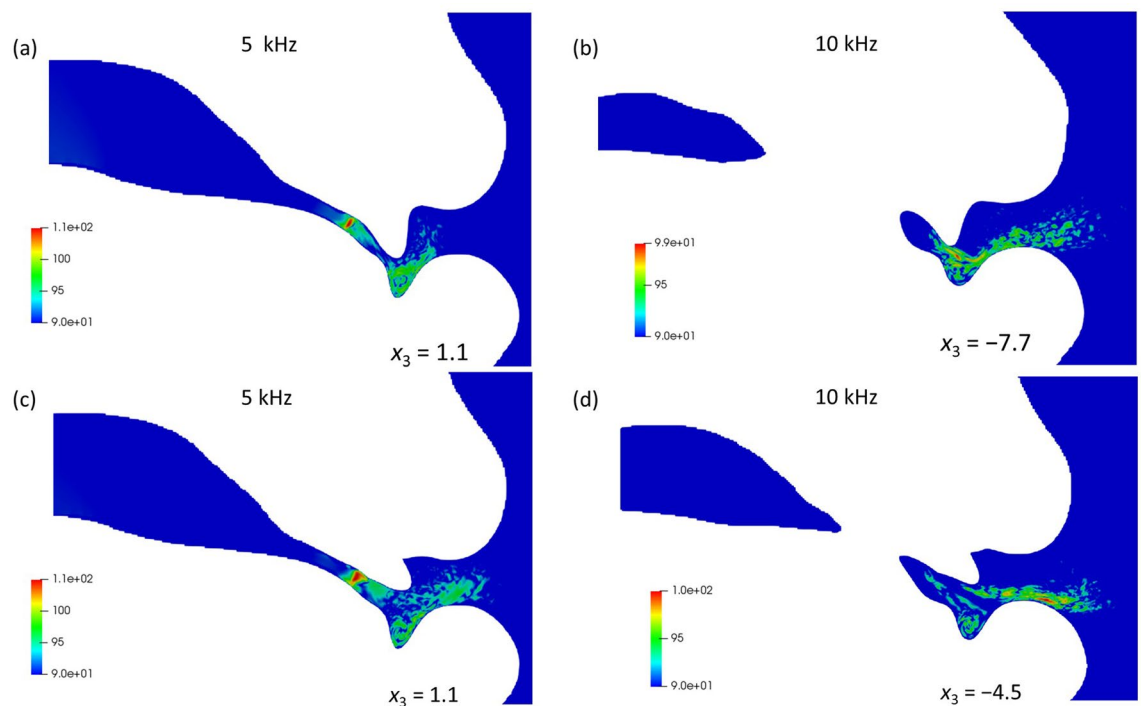 (a)
5 kHz
1.1e+02
100
95
9.0e+01
x₃ = 1.1
(b)
10 kHz
9.9e+01
95
9.0e+01
x₃ = −7.7
(c)
5 kHz
1.1e+02
100
95
9.0e+01
x₃ = 1.1
(d)
10 kHz
1.0e+02
95
9.0e+01
x₃ = −4.5